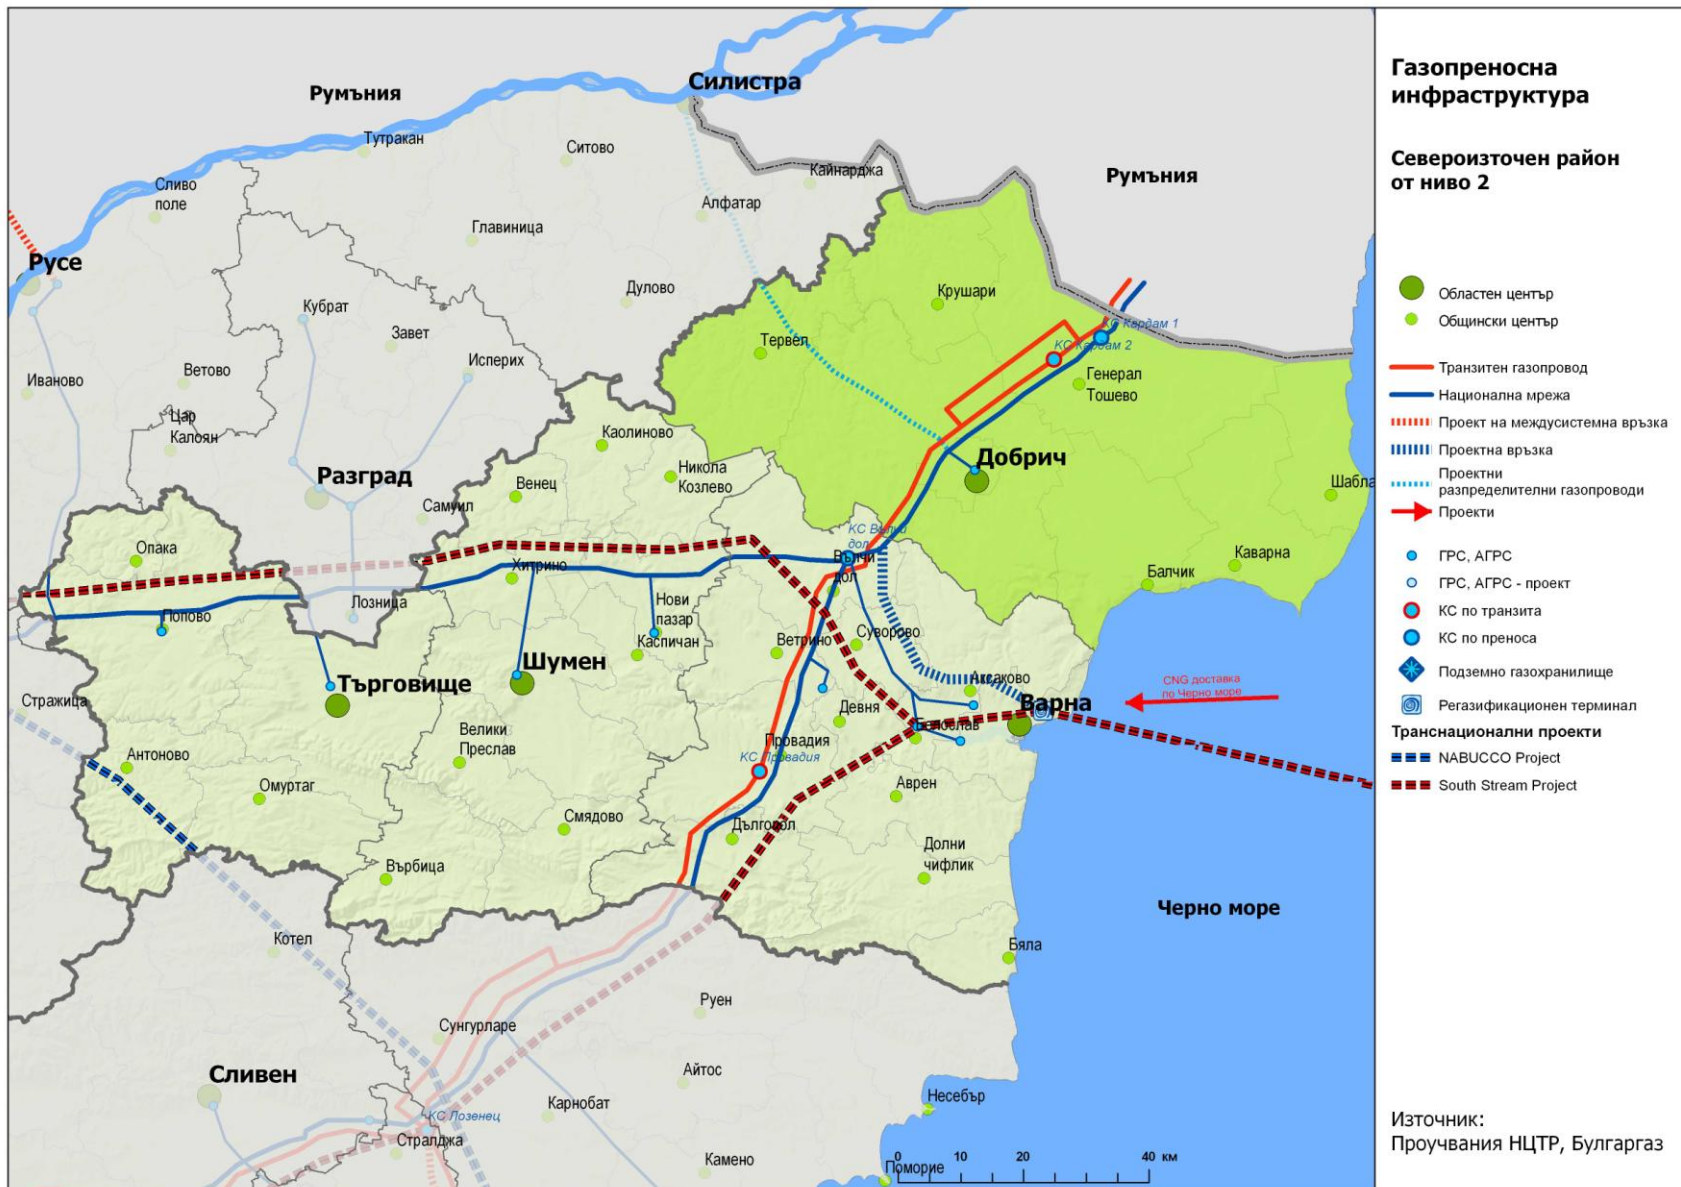 Газопреносна
инфраструктура
Североизточен район
от ниво 2
Областен център
Общински център
Транзитен газопровод
Национална мрежа
Проект на междусистемна връзка
Проектна връзка
Проектни
разпределителни газопроводи
Проекти
ГРС, АГРС
ГРС, АГРС - проект
КС по транзита
КС по преноса
Подземно газохранилище
Регазификационен терминал
Транснационални проекти
NABUCCO Project
South Stream Project
Източник:
Проучвания НЦТР, Булгаргаз
Силистра
Румъния
Тутракан
Ситово
Кайнарджа
Румъния
Сливо
поле
Алфатар
Главиница
Русе
Дулово
Крушари
Кубрат
КС Кардам 1
Завет
КС Кардам 2
Тервел
Исперих
Генерал
Тошево
Иваново
Ветово
Цар
Калоян
Каолиново
Добрич
Разград
Никола
Козлево
Венец
Шабла
Самуил
КС Вълчи
дол
Опака
Вълчи
дол
Каварна
Хитрино
Балчик
Лозница
Нови
пазар
Попово
Каспичан
Ветрино
Суворово
Шумен
Търговище
Аксаково
CNG доставка
по Черно море
Варна
Стражица
Девня
Белослав
Велики
Преслав
Провадия
КС Провадия
Антоново
Омуртаг
Аврен
Смядово
Дългопол
Долни
чифлик
Върбица
Черно море
Котел
Бяла
Руен
Сунгурларе
Сливен
Айтос
Несебър
Карнобат
КС Лозенец
Стралджа
Камено
Поморие
0 10 20 40 км